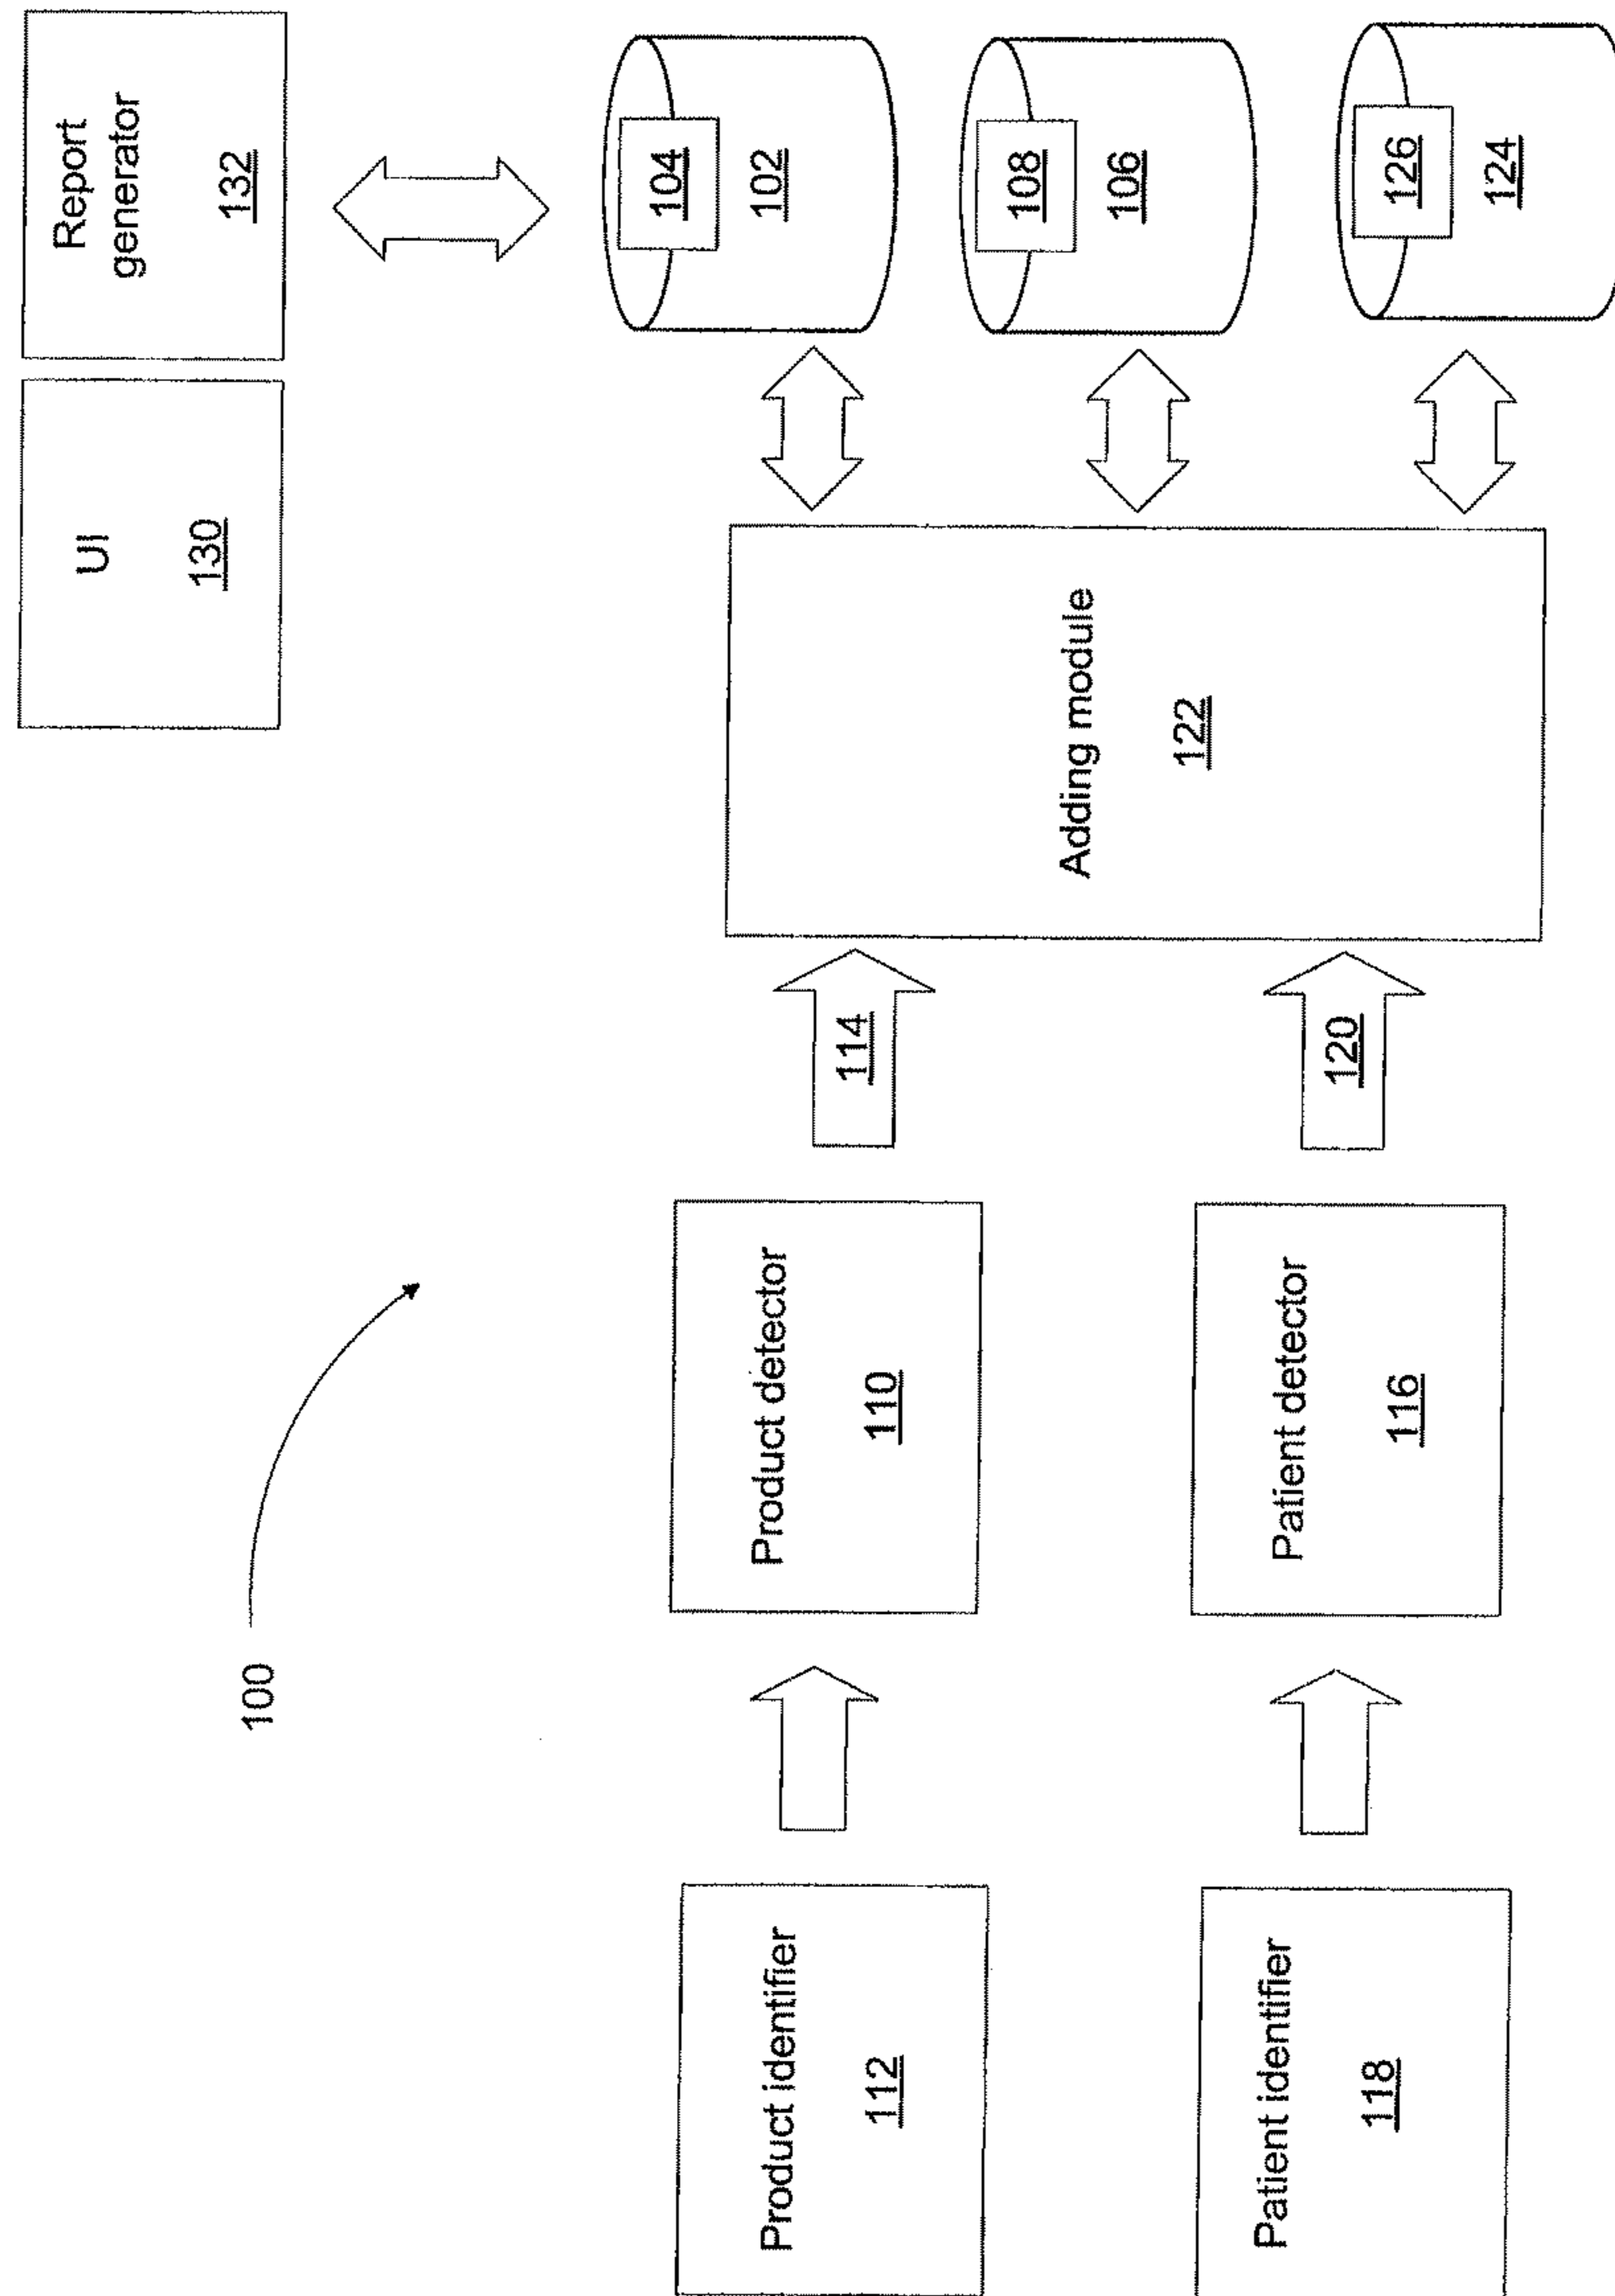 100
UI
130
Report
generator
132
Product identifier
112
Product detector
110
114
Adding module
122
104
102
108
106
126
124
Patient identifier
118
Patient detector
116
120